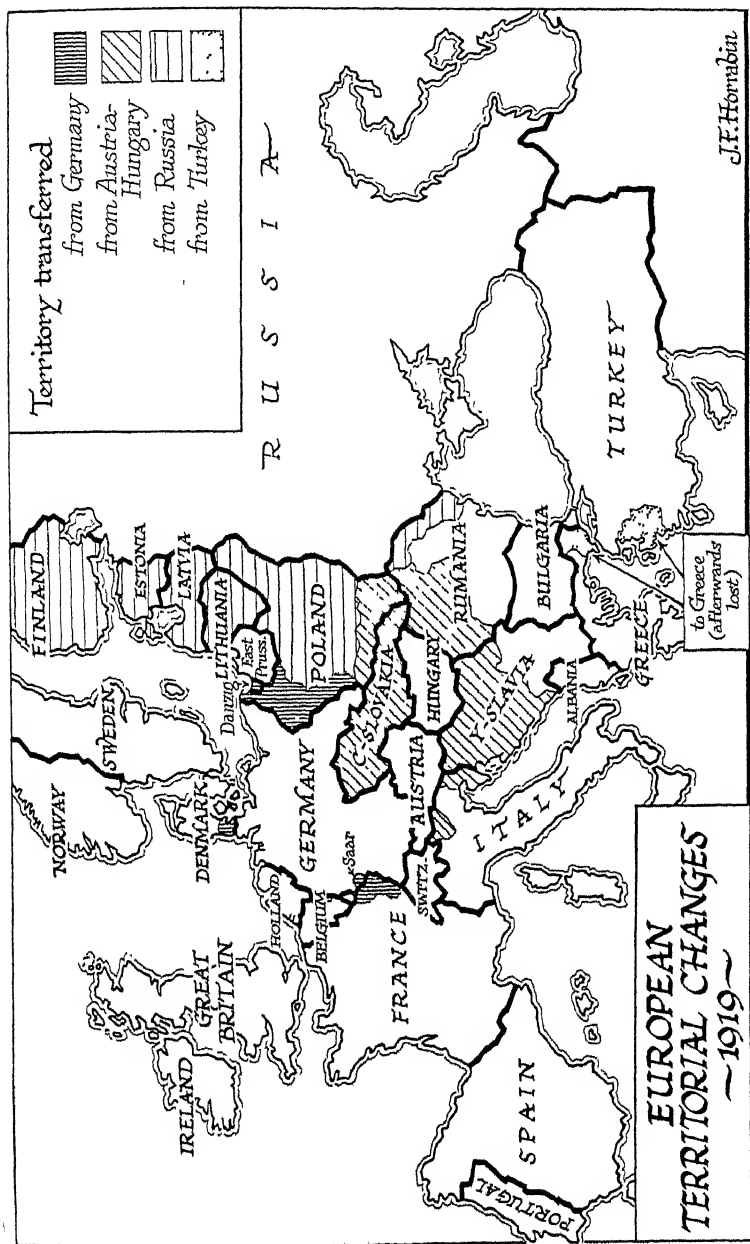 Territory transferred
from Germany
from Austria-
Hungary
from Russia
from Turkey
RUSSIA
FINLAND
NORWAY
SWEDEN
ESTONIA
LATVIA
LITHUANIA
DENMARK
Danzig
East
Pruss.
IRELAND
GREAT
BRITAIN
HOLLAND
BELGIUM
GERMANY
POLAND
Saar
FRANCE
C-SLOVAKIA
SWITZ.
AUSTRIA
HUNGARY
RUMANIA
Y-SLAVIA
BULGARIA
ITALY
ALBANIA
GREECE
TURKEY
SPAIN
PORTUGAL
to Greece
(afterwards
lost)
EUROPEAN
TERRITORIAL CHANGES
~1919~
J.F.Horrabin